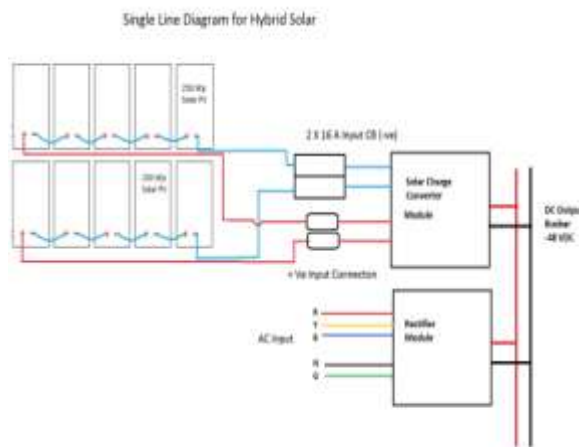 Single Line Diagram for Hybrid Solar
250 Wp
Solar PV
2 X 16 A Input CB (-ve)
250 Wp
Solar PV
Solar Charge
Converter
Module
DC Output
Busbar
-48 VDC
+ Ve Input Connectors
AC Input
R
Y
B
N
G
Rectifier
Module